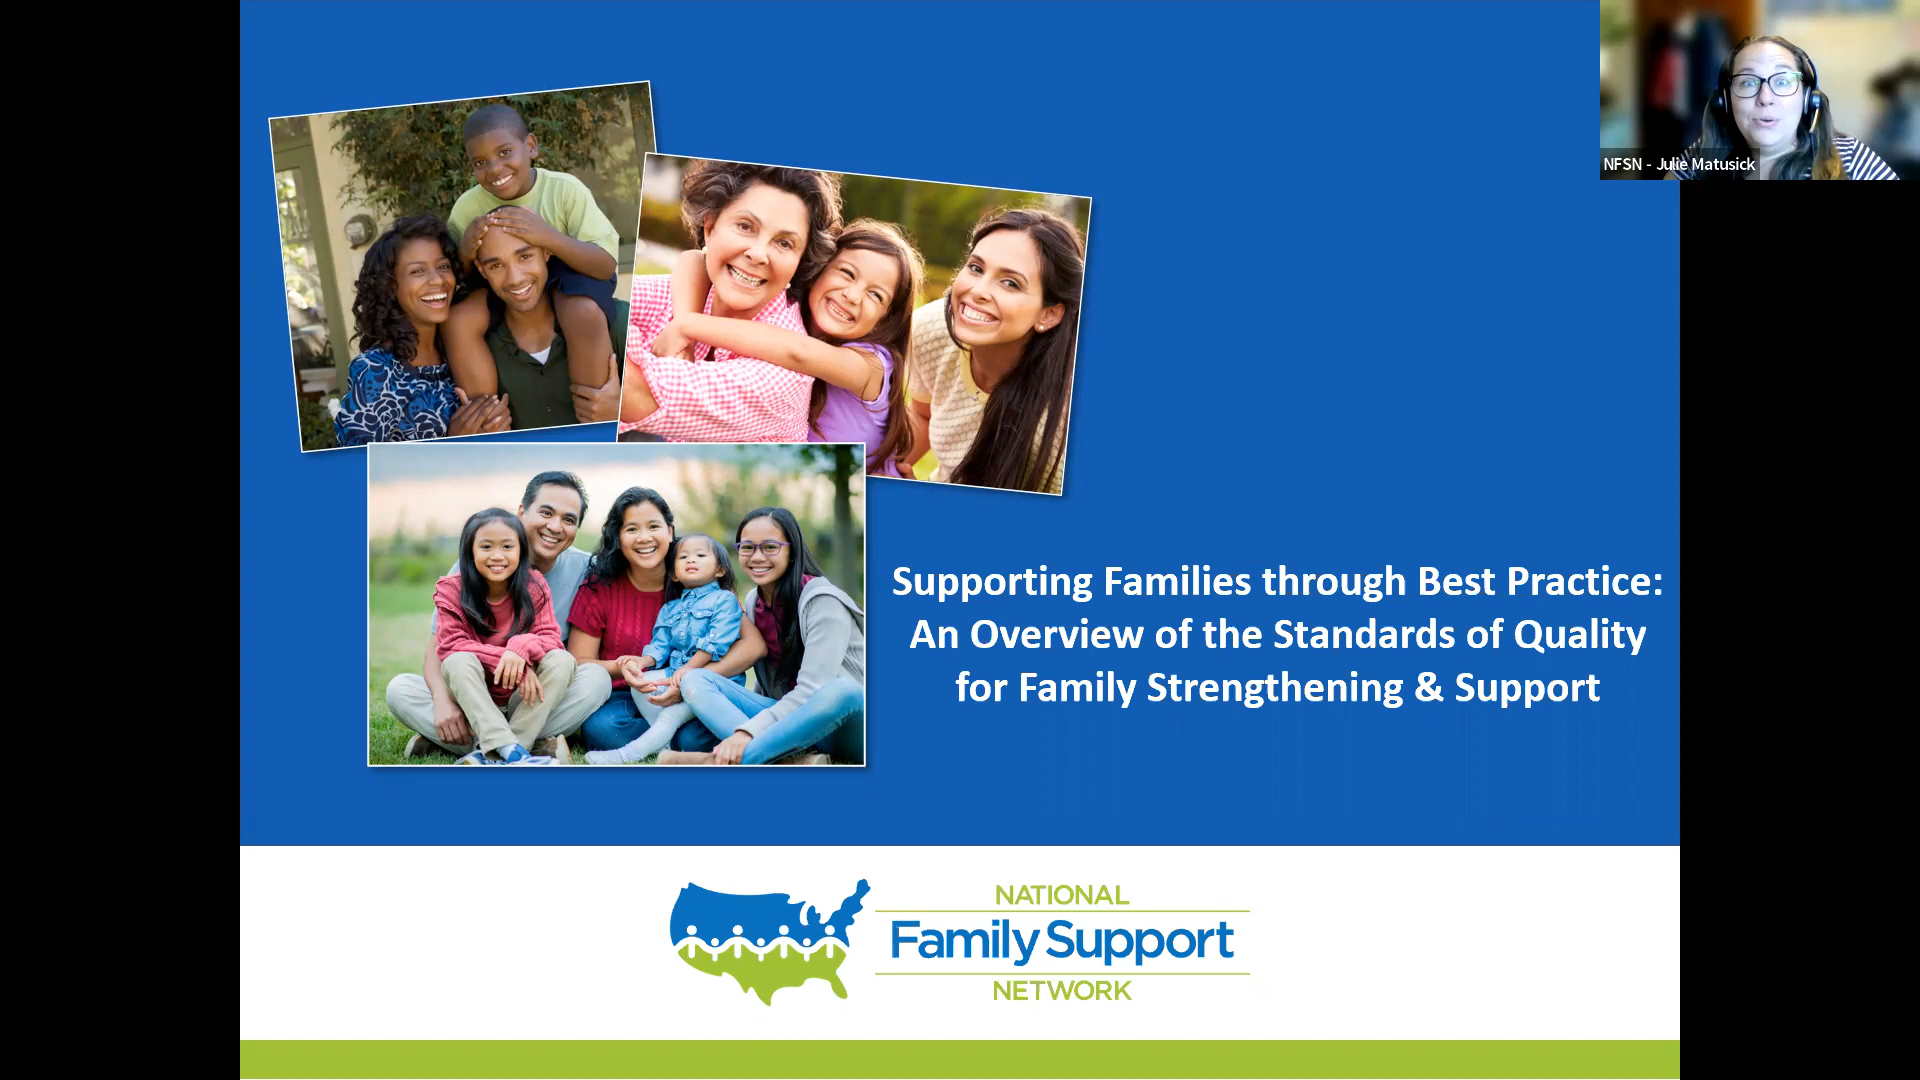 NFSN - Julie Matusick
Supporting Families through Best Practice:
An Overview of the Standards of Quality
for Family Strengthening & Support
NATIONAL
Family Support
NETWORK